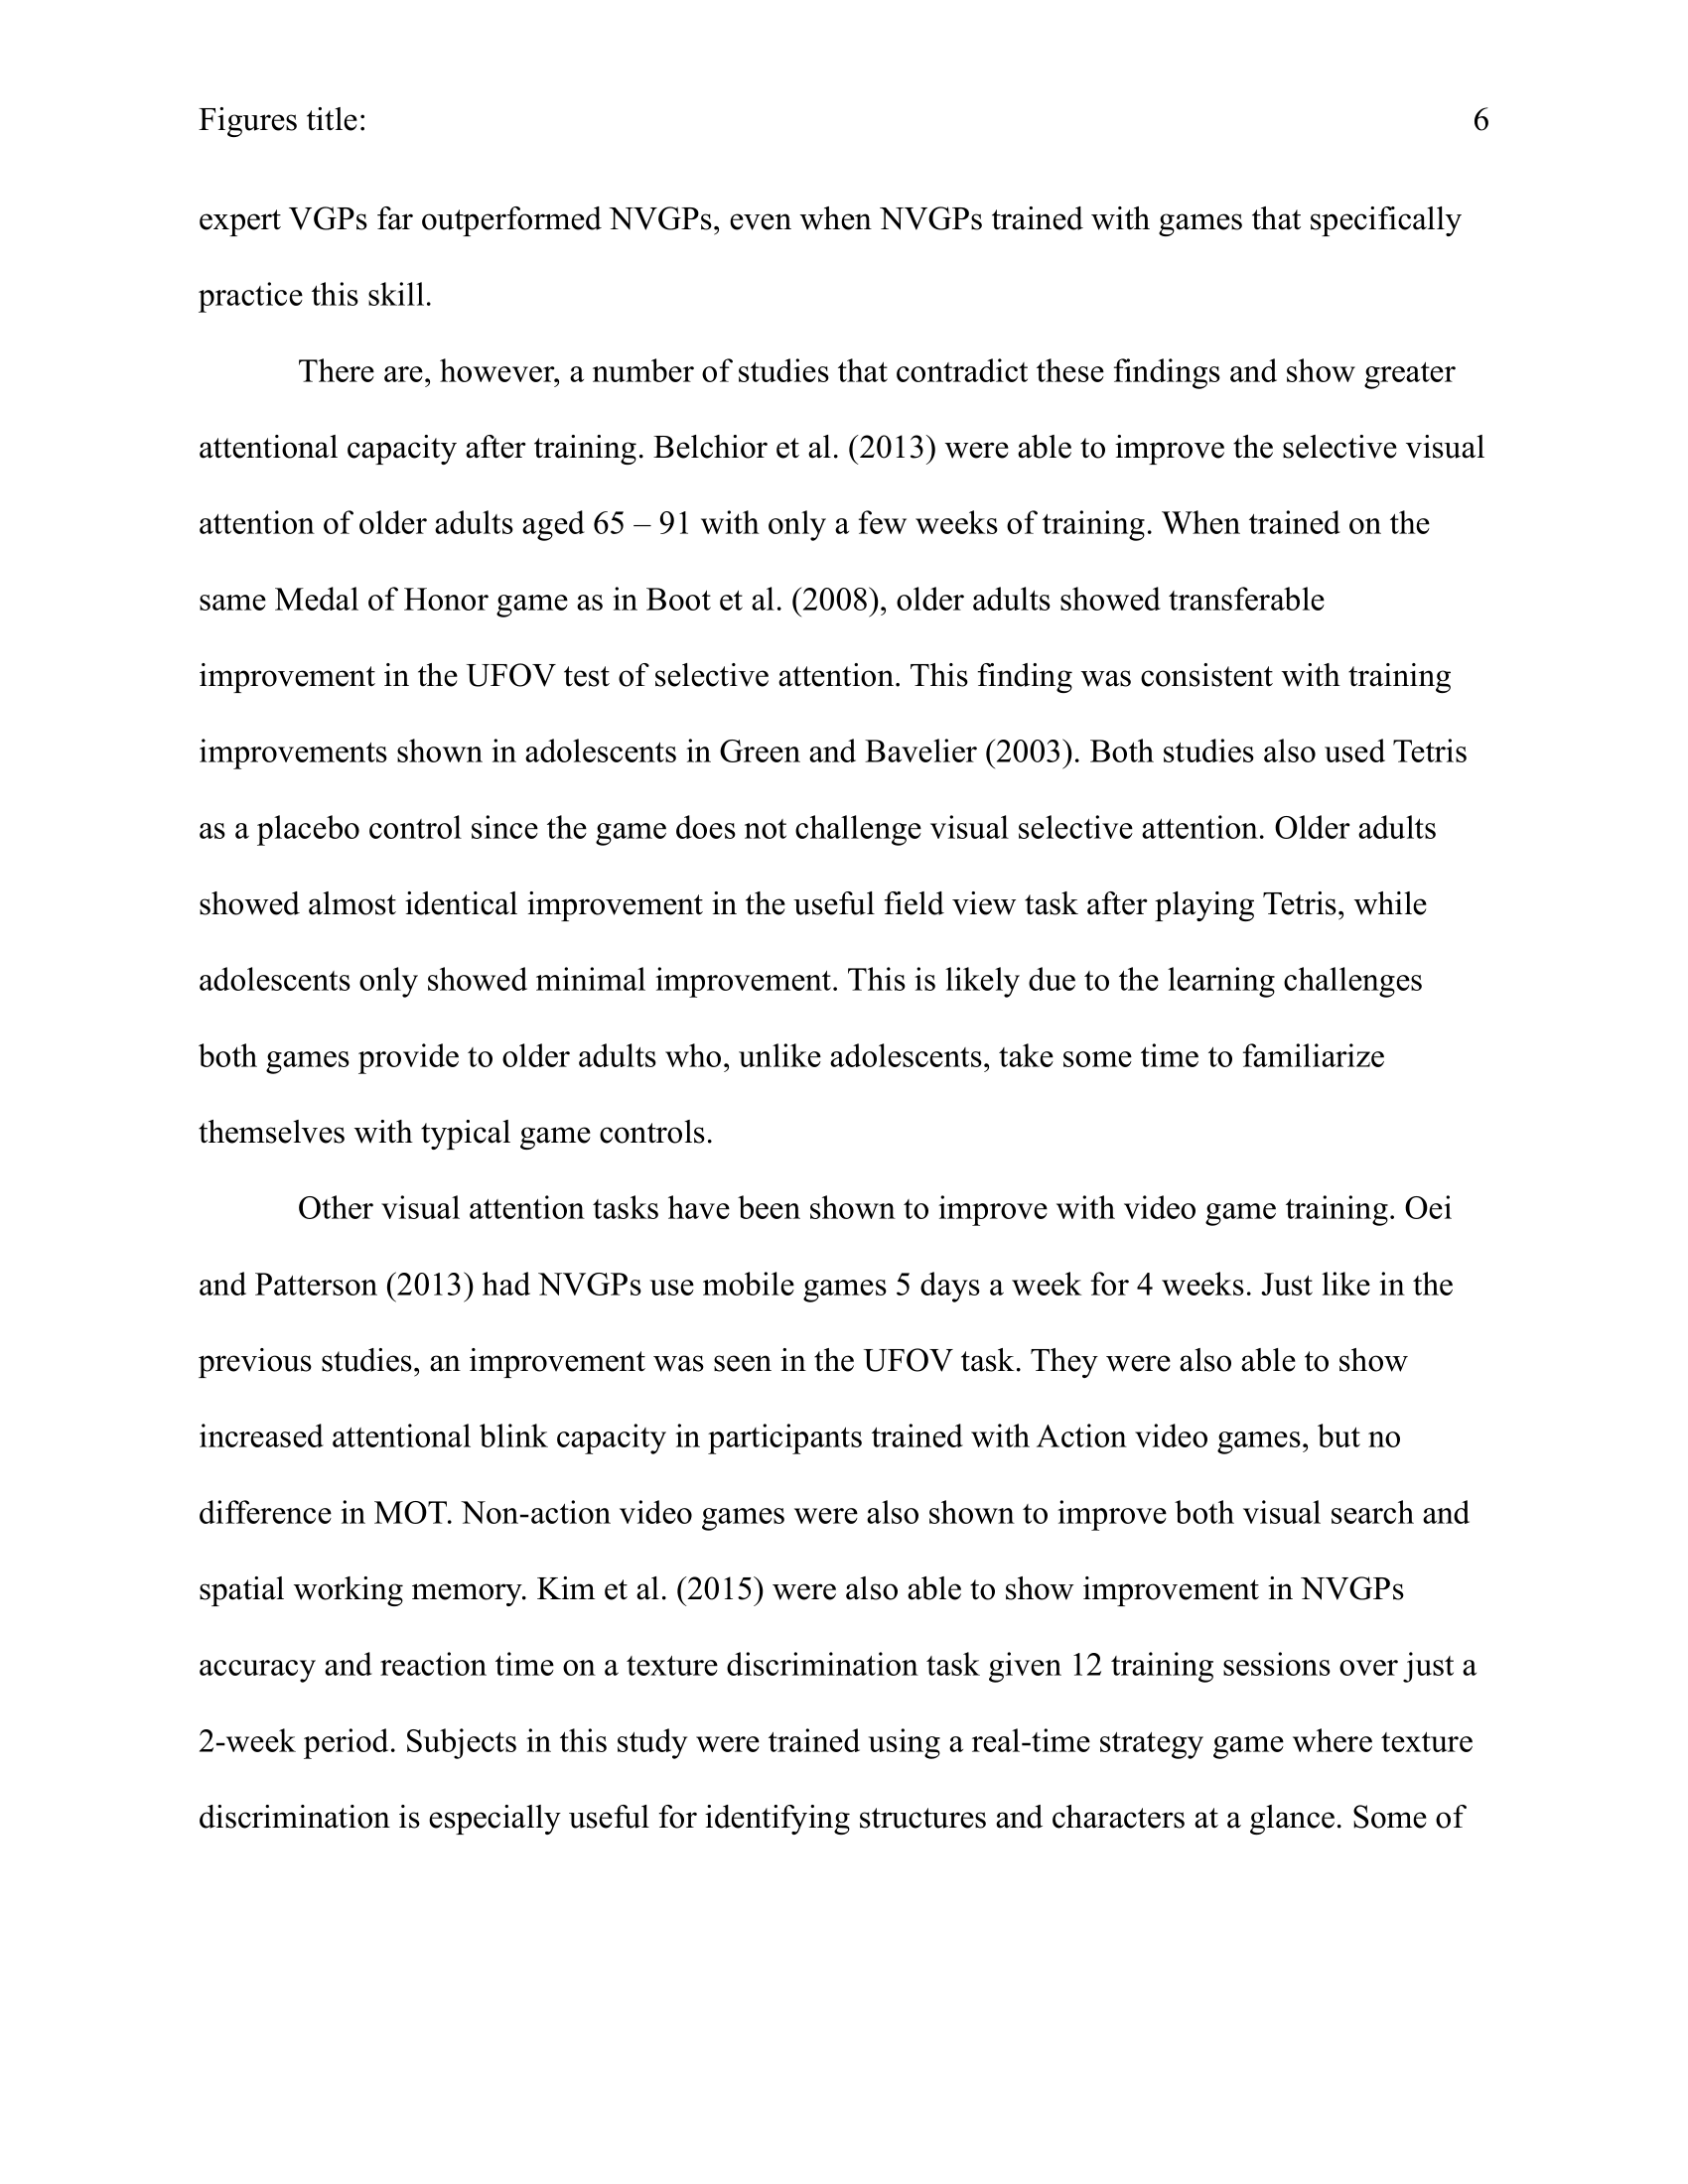 Figures title: 6
expert VGPs far outperformed NVGPs, even when NVGPs trained with games that specifically
practice this skill.
There are, however, a number of studies that contradict these findings and show greater
attentional capacity after training. Belchior et al. (2013) were able to improve the selective visual
attention of older adults aged 65 – 91 with only a few weeks of training. When trained on the
same Medal of Honor game as in Boot et al. (2008), older adults showed transferable
improvement in the UFOV test of selective attention. This finding was consistent with training
improvements shown in adolescents in Green and Bavelier (2003). Both studies also used Tetris
as a placebo control since the game does not challenge visual selective attention. Older adults
showed almost identical improvement in the useful field view task after playing Tetris, while
adolescents only showed minimal improvement. This is likely due to the learning challenges
both games provide to older adults who, unlike adolescents, take some time to familiarize
themselves with typical game controls.
Other visual attention tasks have been shown to improve with video game training. Oei
and Patterson (2013) had NVGPs use mobile games 5 days a week for 4 weeks. Just like in the
previous studies, an improvement was seen in the UFOV task. They were also able to show
increased attentional blink capacity in participants trained with Action video games, but no
difference in MOT. Non-action video games were also shown to improve both visual search and
spatial working memory. Kim et al. (2015) were also able to show improvement in NVGPs
accuracy and reaction time on a texture discrimination task given 12 training sessions over just a
2-week period. Subjects in this study were trained using a real-time strategy game where texture
discrimination is especially useful for identifying structures and characters at a glance. Some of